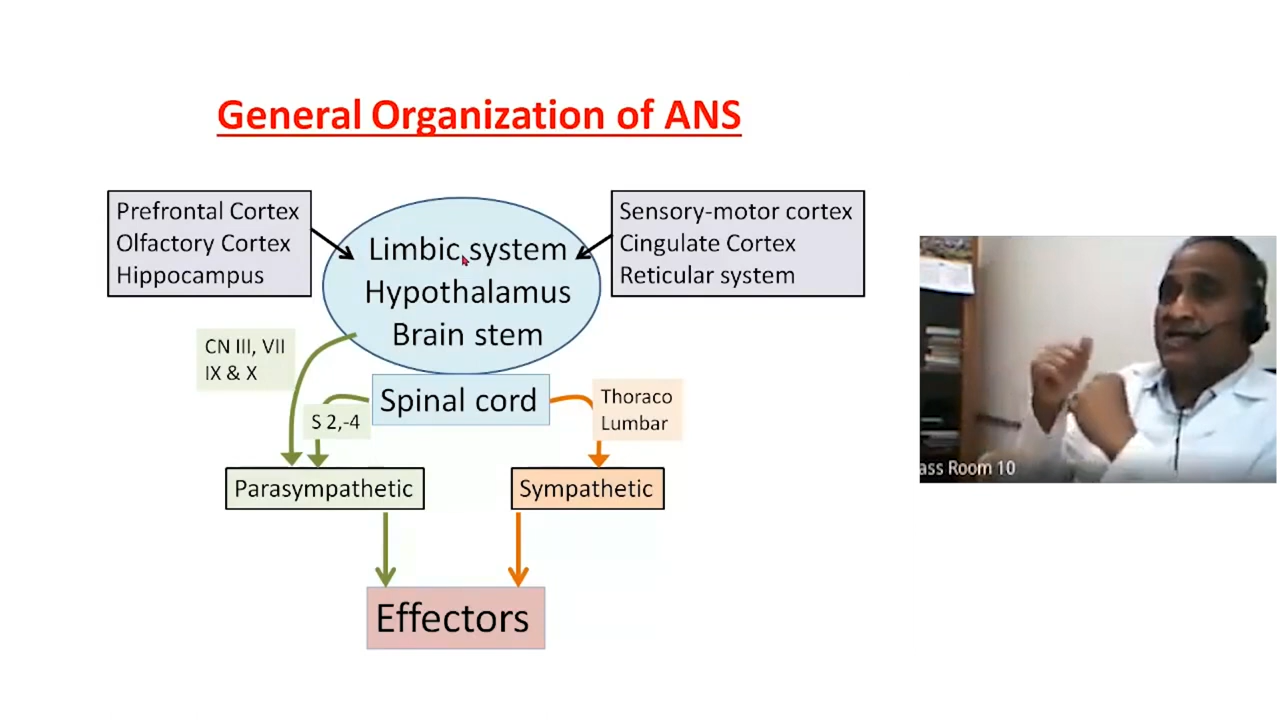 General Organization of ANS
Prefrontal Cortex
Olfactory Cortex
Hippocampus
Limbic system
Hypothalamus
Brain stem
Sensory-motor cortex
Cingulate Cortex
Reticular system
CN III, VII
IX & X
S 2,-4
Spinal cord
Thoraco
Lumbar
Parasympathetic
Sympathetic
Effectors
ass Room 10